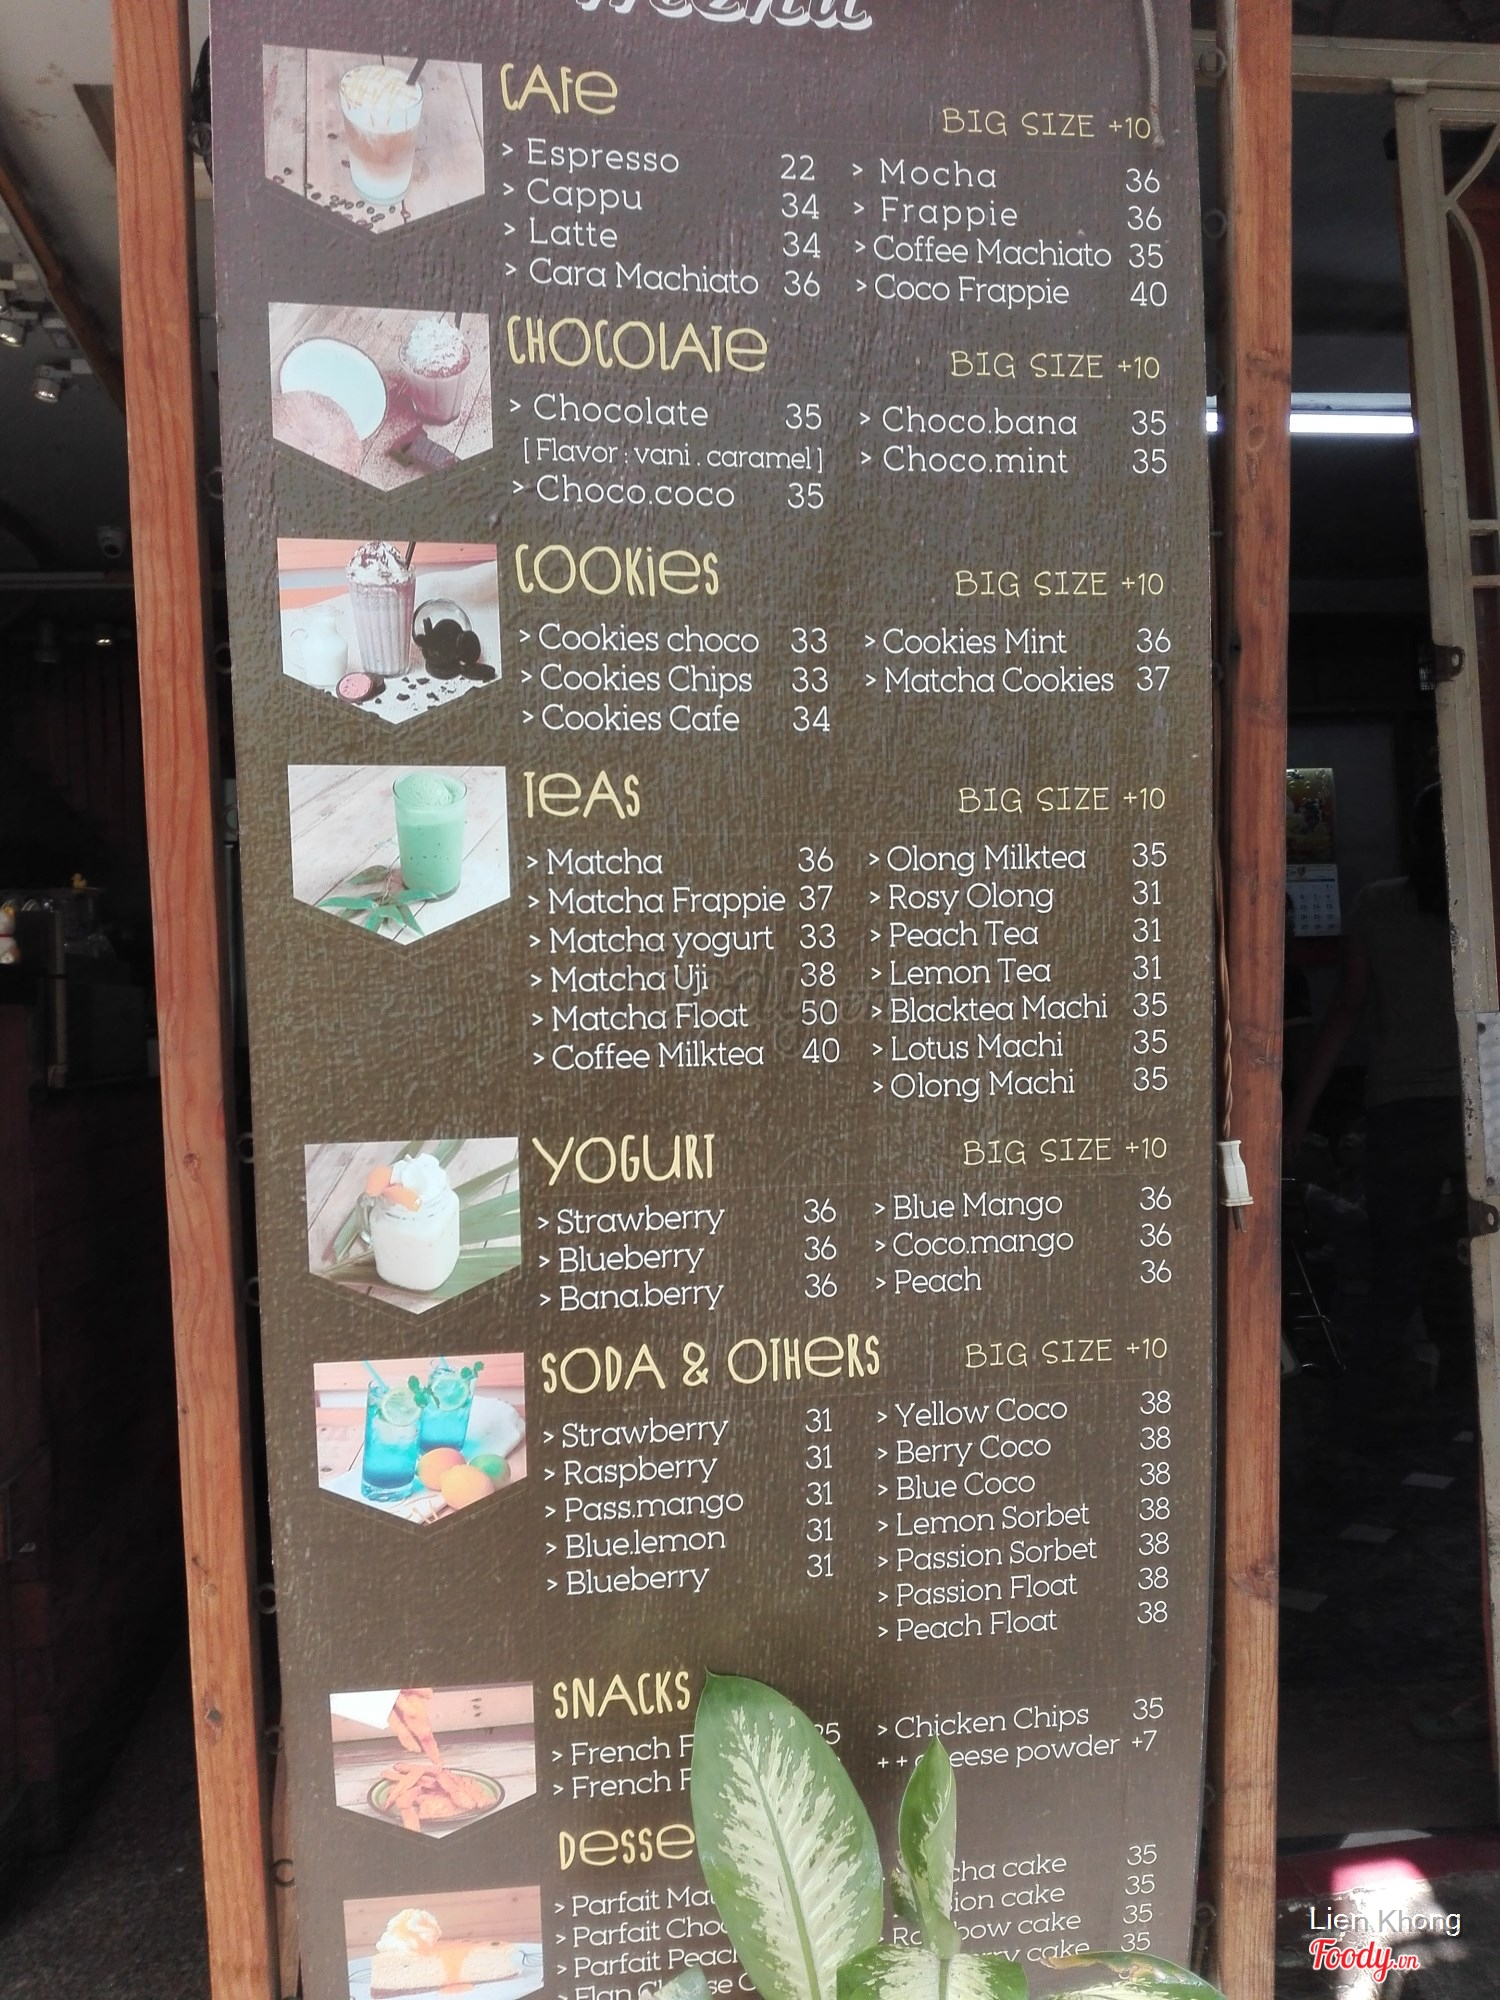 CAFE
BIG SIZE +10
> Espresso 22
> Cappu 34
> Latte 34
> Cara Machiato 36
> Mocha 36
> Frappie 36
> Coffee Machiato 35
> Coco Frappie 40
CHOCOLATE
BIG SIZE +10
> Chocolate 35
[ Flavor : vani . caramel ]
> Choco.coco 35
> Choco.bana 35
> Choco.mint 35
COOKIES
BIG SIZE +10
> Cookies choco 33
> Cookies Chips 33
> Cookies Cafe 34
> Cookies Mint 36
> Matcha Cookies 37
TEAS
BIG SIZE +10
> Matcha 36
> Matcha Frappie 37
> Matcha yogurt 33
> Matcha Uji 38
> Matcha Float 50
> Coffee Milktea 40
> Olong Milktea 35
> Rosy Olong 31
> Peach Tea 31
> Lemon Tea 31
> Blacktea Machi 35
> Lotus Machi 35
> Olong Machi 35
YOGURT
BIG SIZE +10
> Strawberry 36
> Blueberry 36
> Bana.berry 36
> Blue Mango 36
> Coco.mango 36
> Peach 36
SODA & OTHERS
BIG SIZE +10
> Strawberry 31
> Raspberry 31
> Pass.mango 31
> Blue.lemon 31
> Blueberry 31
> Yellow Coco 38
> Berry Coco 38
> Blue Coco 38
> Lemon Sorbet 38
> Passion Sorbet 38
> Passion Float 38
> Peach Float 38
SNACKS
> French
> French
> Chicken Chips 35
++ powder +7
> Parfait
> Parfait
> Parfait
cake 35
cake 35
cake 35
cake 35
Lien Khong
Foody.vn